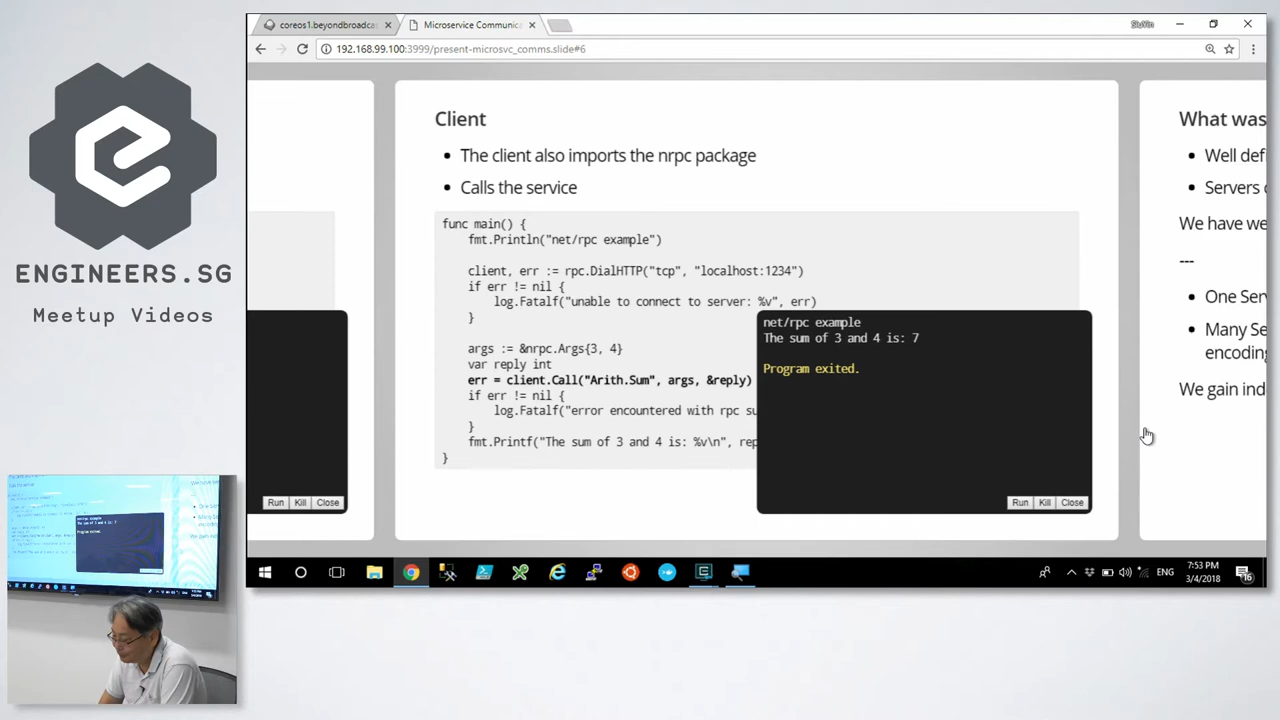 ENGINEERS.SG
Meetup Videos
coreos1.beyondbroadca
Microservice Communica
SiuYin
192.168.99.100:3999/present-microsvc_comms.slide#6
Client
The client also imports the nrpc package
Calls the service
func main() {
fmt.Println("net/rpc example")
client, err := rpc.DialHTTP("tcp", "localhost:1234")
if err != nil {
log.Fatalf("unable to connect to server: %v", err)
}
args := &nrpc.Args{3, 4}
var reply int
err = client.Call("Arith.Sum", args, &reply)
if err != nil {
log.Fatalf("error encountered with rpc su
}
fmt.Printf("The sum of 3 and 4 is: %v\n", rep
}
net/rpc example
The sum of 3 and 4 is: 7
Program exited.
Run Kill Close
Run Kill Close
What was
Well def
Servers
We have we
---
One Ser
Many Se
encoding
We gain ind
ENG
7:53 PM
3/4/2018
16